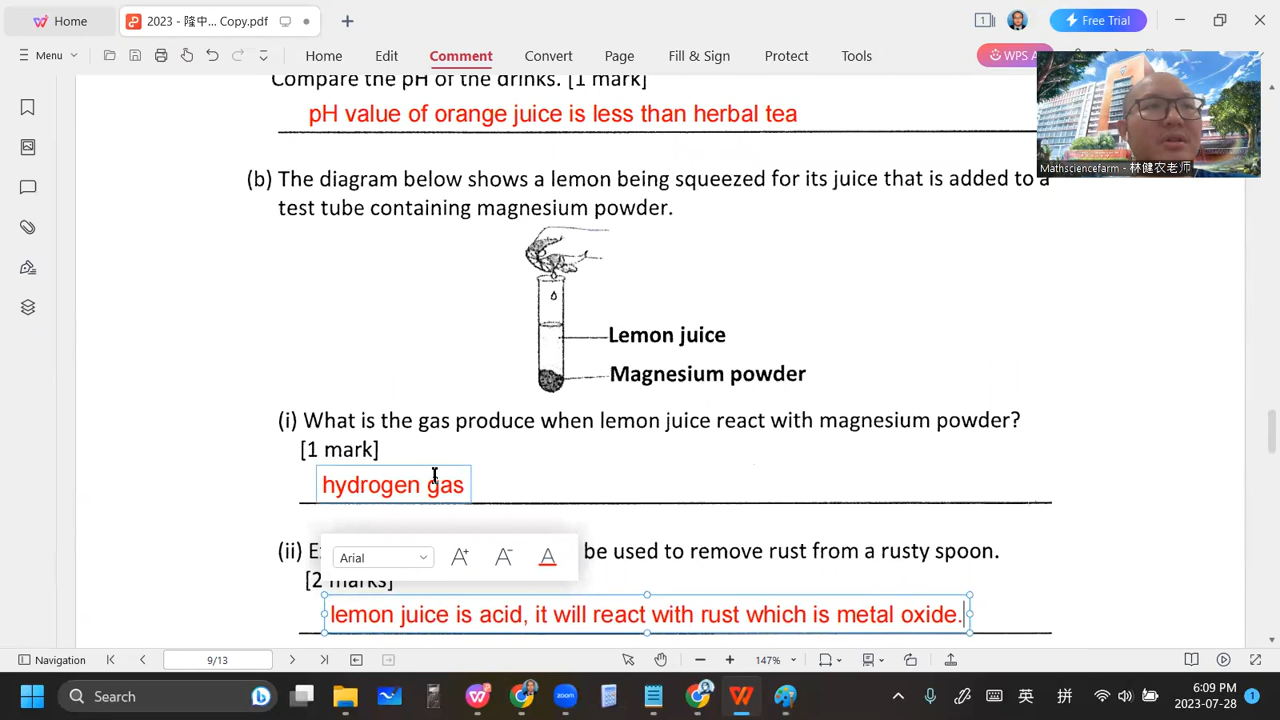 Home
2023 - 隆中... Copy.pdf
1
Free Trial
Menu
Home
Edit
Comment
Convert
Page
Fill & Sign
Protect
Tools
WPS A
Compare the pH of the drinks. [1 mark]
pH value of orange juice is less than herbal tea
Mathsciencefarm - 林健农老师
(b) The diagram below shows a lemon being squeezed for its juice that is added to a
test tube containing magnesium powder.
Lemon juice
Magnesium powder
(i) What is the gas produce when lemon juice react with magnesium powder?
[1 mark]
hydrogen gas
(ii) E be used to remove rust from a rusty spoon.
Arial
A+ A- A
[2 marks]
lemon juice is acid, it will react with rust which is metal oxide.
Navigation
9/13
147%
Search
英
拼
6:09 PM
2023-07-28
1